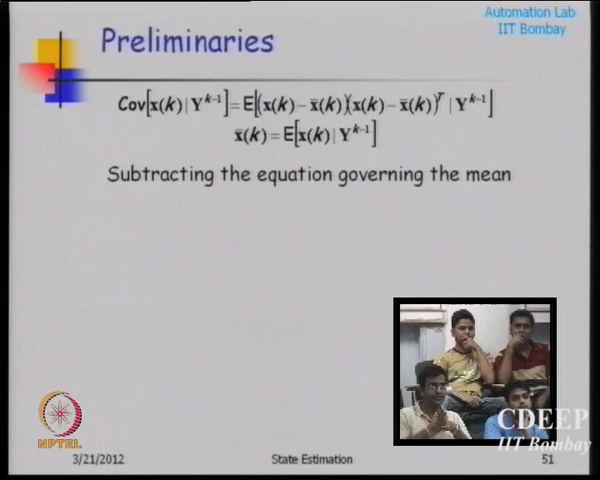 Automation Lab
IIT Bombay
Preliminaries
Cov[x(k)|Y^{k-1}]=E[(x(k)-x̄(k))(x(k)-x̄(k))^T|Y^{k-1}]
x̄(k)=E[x(k)|Y^{k-1}]
Subtracting the equation governing the mean
CDEEP
IIT Bombay
NPTEL
3/21/2012
State Estimation
51